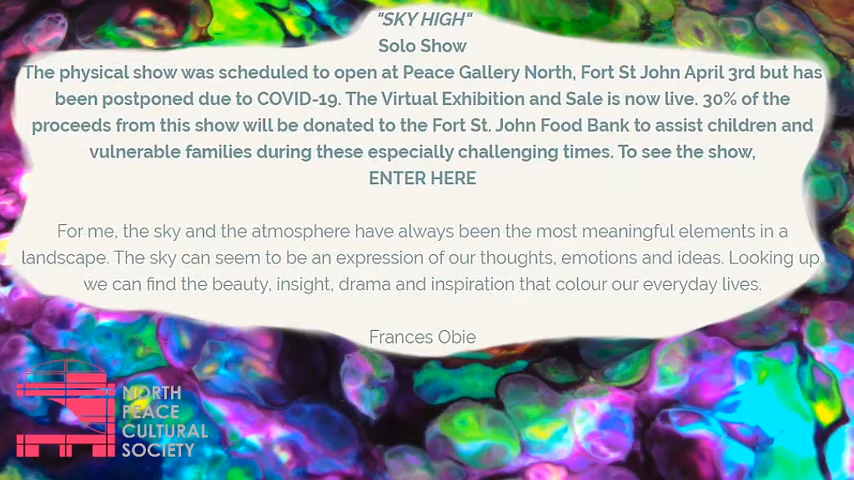 "SKY HIGH"
Solo Show
The physical show was scheduled to open at Peace Gallery North, Fort St John April 3rd but has
been postponed due to COVID-19. The Virtual Exhibition and Sale is now live. 30% of the
proceeds from this show will be donated to the Fort St. John Food Bank to assist children and
vulnerable families during these especially challenging times. To see the show,
ENTER HERE
For me, the sky and the atmosphere have always been the most meaningful elements in a
landscape. The sky can seem to be an expression of our thoughts, emotions and ideas. Looking up,
we can find the beauty, insight, drama and inspiration that colour our everyday lives.
Frances Obie
NORTH
PEACE
CULTURAL
SOCIETY